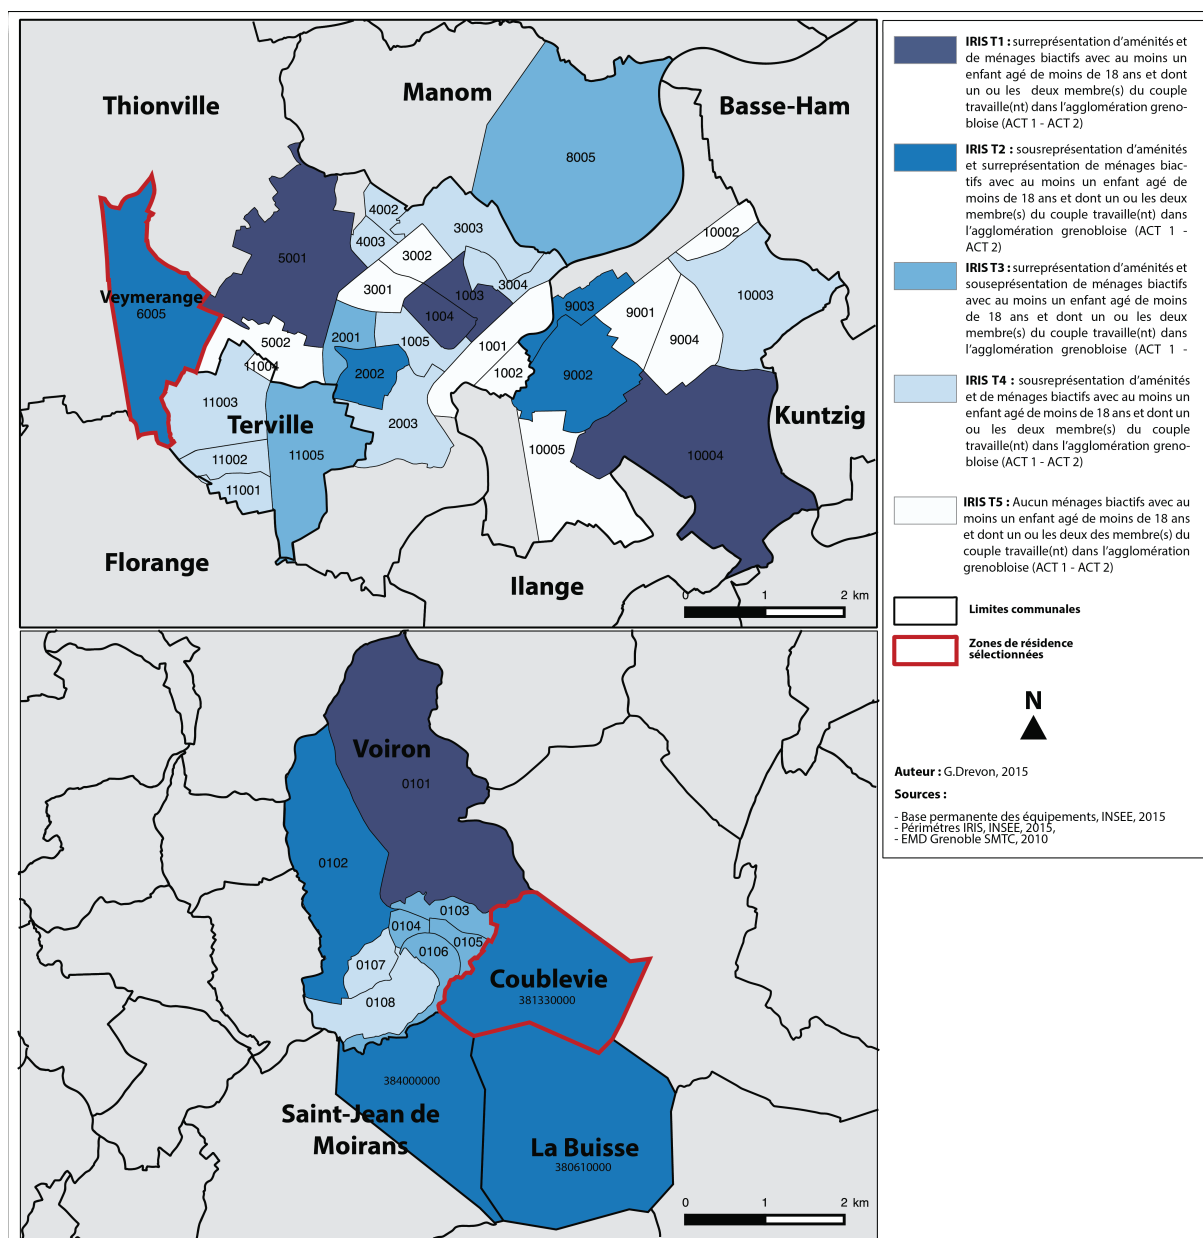 Thionville
Manom
Basse-Ham
8005
4002
4003
3003
10002
3002
5001
3001
1003
3004
10003
Veymerange
6005
1004
9003
9001
5002
2001
1005
1001
9004
11004
2002
1002
9002
11003
Terville
2003
Kuntzig
11002
11005
10005
10004
11001
Florange
Ilange
0 1 2 km
Voiron
0101
0102
0103
0104
0105
0106
0107
0108
Coublevie
381330000
384000000
Saint-Jean de
Moirans
La Buisse
380610000
0 1 2 km
IRIS T1 : surreprésentation d'aménités et
de ménages biactifs avec au moins un
enfant agé de moins de 18 ans et dont
un ou les deux membre(s) du couple
travaille(nt) dans l'agglomération greno-
bloise (ACT 1 - ACT 2)
IRIS T2 : sousreprésentation d'aménités
et surreprésentation de ménages biac-
tifs avec au moins un enfant agé de
moins de 18 ans et dont un ou les deux
membre(s) du couple travaille(nt) dans
l'agglomération grenobloise (ACT 1 -
ACT 2)
IRIS T3 : surreprésentation d'aménités et
souseprésentation de ménages biactifs
avec au moins un enfant agé de moins
de 18 ans et dont un ou les deux
membre(s) du couple travaille(nt) dans
l'agglomération grenobloise (ACT 1 -
IRIS T4 : sousreprésentation d'aménités
et de ménages biactifs avec au moins un
enfant agé de moins de 18 ans et dont un
ou les deux membre(s) du couple
travaille(nt) dans l'agglomération greno-
bloise (ACT 1 - ACT 2)
IRIS T5 : Aucun ménages biactifs avec au
moins un enfant agé de moins de 18 ans
et dont un ou les deux des membre(s) du
couple travaille(nt) dans l'agglomération
grenobloise (ACT 1 - ACT 2)
Limites communales
Zones de résidence
sélectionnées
N
Auteur : G.Drevon, 2015
Sources :
- Base permanente des équipements, INSEE, 2015
- Périmétres IRIS, INSEE, 2015,
- EMD Grenoble SMTC, 2010